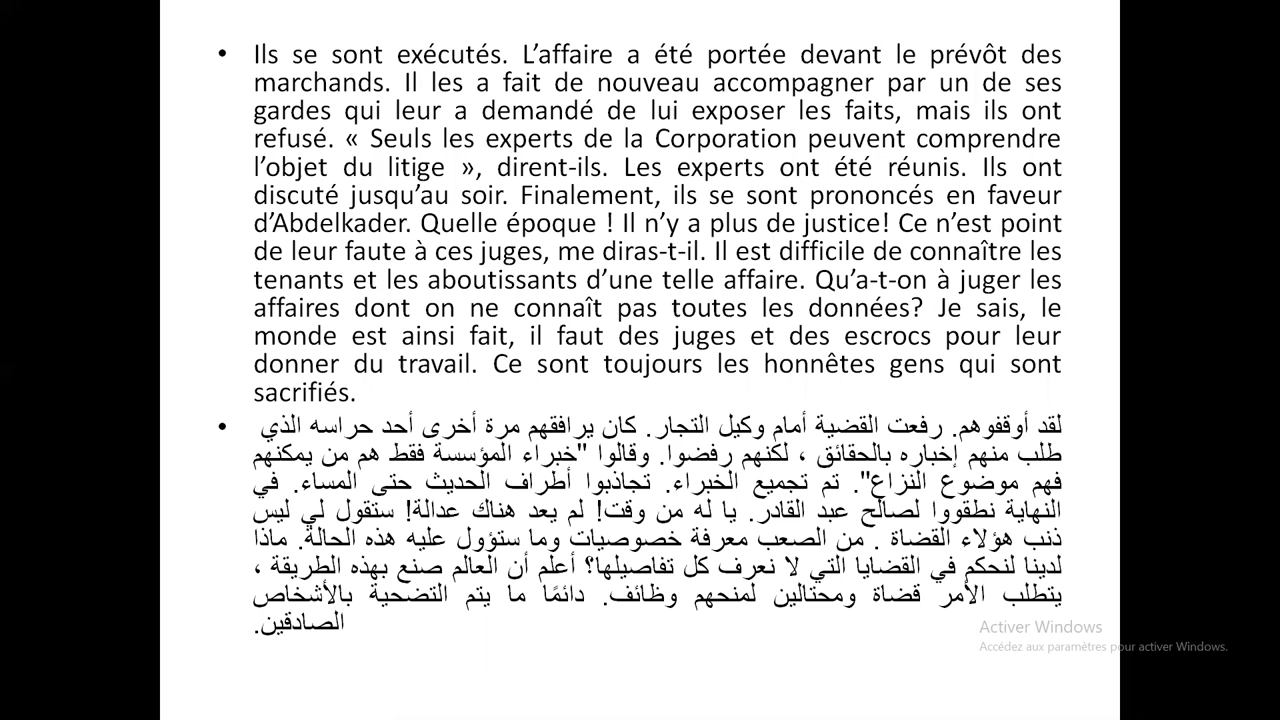 • Ils se sont exécutés. L’affaire a été portée devant le prévôt des
marchands. Il les a fait de nouveau accompagner par un de ses
gardes qui leur a demandé de lui exposer les faits, mais ils ont
refusé. « Seuls les experts de la Corporation peuvent comprendre
l’objet du litige », dirent-ils. Les experts ont été réunis. Ils ont
discuté jusqu’au soir. Finalement, ils se sont prononcés en faveur
d’Abdelkader. Quelle époque ! Il n’y a plus de justice! Ce n’est point
de leur faute à ces juges, me diras-t-il. Il est difficile de connaître les
tenants et les aboutissants d’une telle affaire. Qu’a-t-on à juger les
affaires dont on ne connaît pas toutes les données? Je sais, le
monde est ainsi fait, il faut des juges et des escrocs pour leur
donner du travail. Ce sont toujours les honnêtes gens qui sont
sacrifiés.
• لقد أوقفوهم. رفعت القضية أمام وكيل التجار. كان يرافقهم مرة أخرى أحد حراسه الذي
طلب منهم إخباره بالحقائق ، لكنهم رفضوا. وقالوا "خبراء المؤسسة فقط هم من يمكنهم
فهم موضوع النزاع". تم تجميع الخبراء. تجاذبوا أطراف الحديث حتى المساء. في
النهاية نطقووا لصالح عبد القادر. يا له من وقت! لم يعد هناك عدالة! ستقول لي ليس
ذنب هؤلاء القضاة . من الصعب معرفة خصوصيات وما ستؤول عليه هذه الحالة. ماذا
لدينا لنحكم في القضايا التي لا نعرف كل تفاصيلها؟ أعلم أن العالم صنع بهذه الطريقة ،
يتطلب الأمر قضاة ومحتالين لمنحهم وظائف. دائمًا ما يتم التضحية بالأشخاص
الصادقين.
Activer Windows
Accédez aux paramètres pour activer Windows.